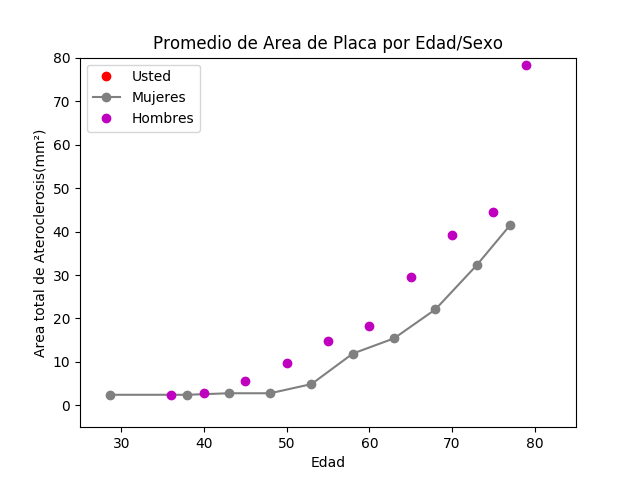 Promedio de Area de Placa por Edad/Sexo
Usted
Mujeres
Hombres
Area total de Ateroclerosis(mm²)
80
70
60
50
40
30
20
10
0
30 40 50 60 70 80
Edad